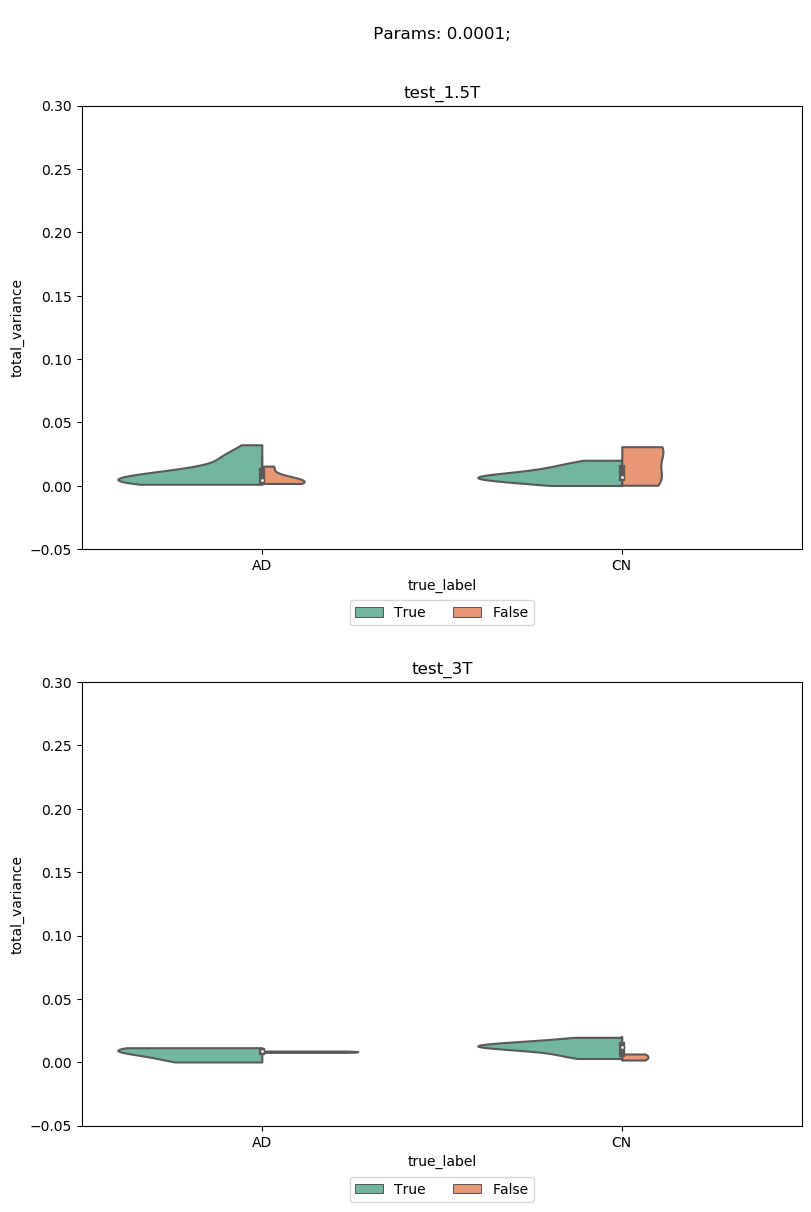 Params: 0.0001;
test_1.5T
0.30
0.25
0.20
0.15
0.10
0.05
0.00
−0.05
total_variance
AD CN
true_label
True False
test_3T
0.30
0.25
0.20
0.15
0.10
0.05
0.00
−0.05
total_variance
AD CN
true_label
True False